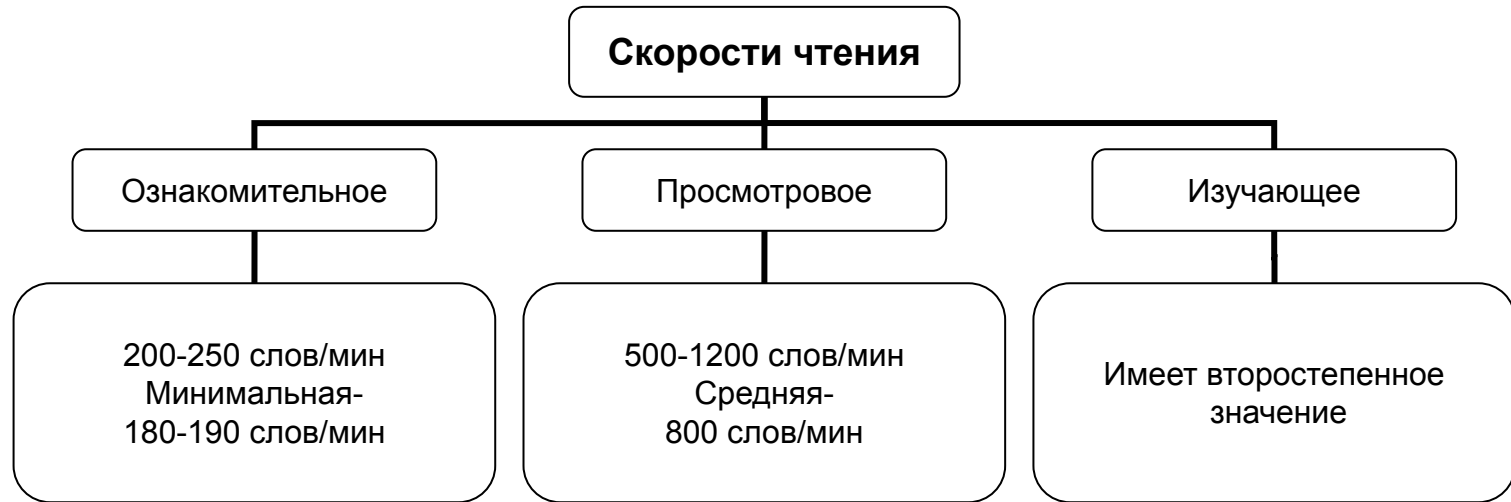 Скорости чтения
Ознакомительное
Просмотровое
Изучающее
200-250 слов/мин
Минимальная-
180-190 слов/мин
500-1200 слов/мин
Средняя-
800 слов/мин
Имеет второстепенное
значение